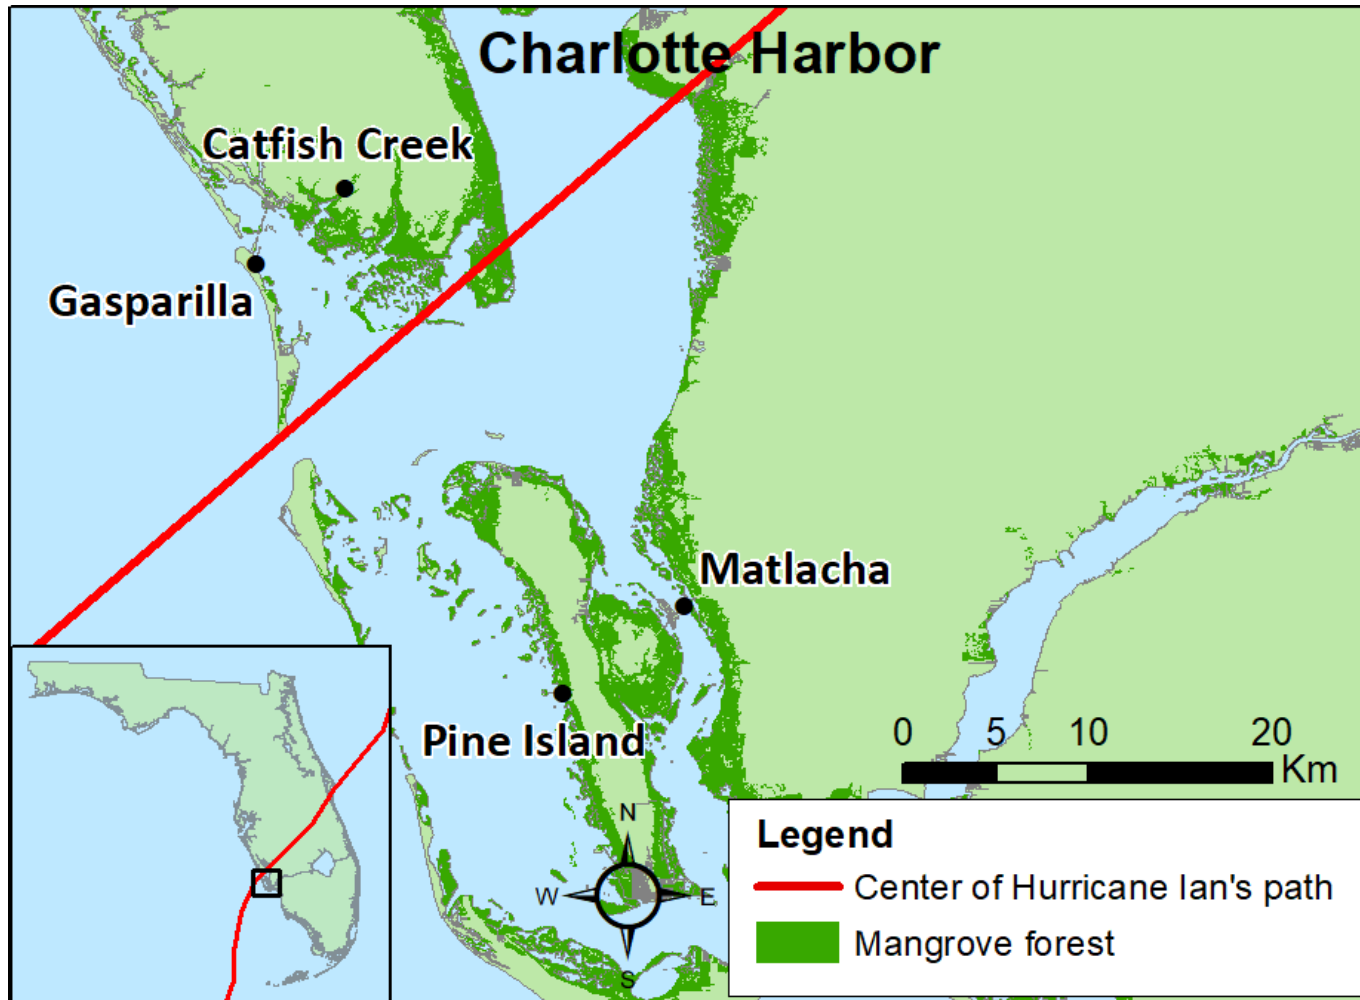 Charlotte Harbor
Catfish Creek
Gasparilla
Matlacha
Pine Island
0 5 10 20
Km
N
W E
S
Legend
Center of Hurricane Ian's path
Mangrove forest